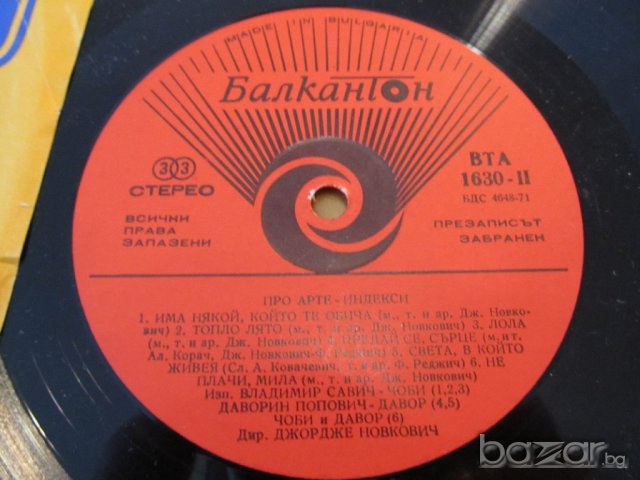 MADE IN BULGARIA
Балкантон
33
СТЕРЕО
ВСИЧКИ
ПРАВА
ЗАПАЗЕНИ
ВТА
1630-II
БДС 4648-71
ПРЕЗАПИСЪТ
ЗАБРАНЕН
ПРО АРТЕ - ИНДЕКСИ
1. ИМА НЯКОЙ, КОЙТО ТЕ ОБИЧА (м., т. и ар. Дж. Новко-
вич) 2. ТОПЛО ЛЯТО (м., т. и ар. Дж. Новкович) 3. ЛОЛА
(м., т. и ар. Дж. Новкович) 4. ПРЕДАЙ СЕ, СЪРЦЕ (м. ит.
Ал. Корач, Дж. Новкович-Ф. Реджич) 5. СВЕТА, В КОЙТО
ЖИВЕЯ (Сл. А. Ковачевич, т. и ар. Ф. Реджич) 6. НЕ
ПЛАЧИ, МИЛА (м., т. и ар. Дж. Новкович)
Изп. ВЛАДИМИР САВИЧ - ЧОБИ (1,2,3)
ДАВОРИН ПОПОВИЧ - ДАВОР (4,5)
ЧОБИ и ДАВОР (6)
Дир. ДЖОРДЖЕ НОВКОВИЧ
bazar.bg